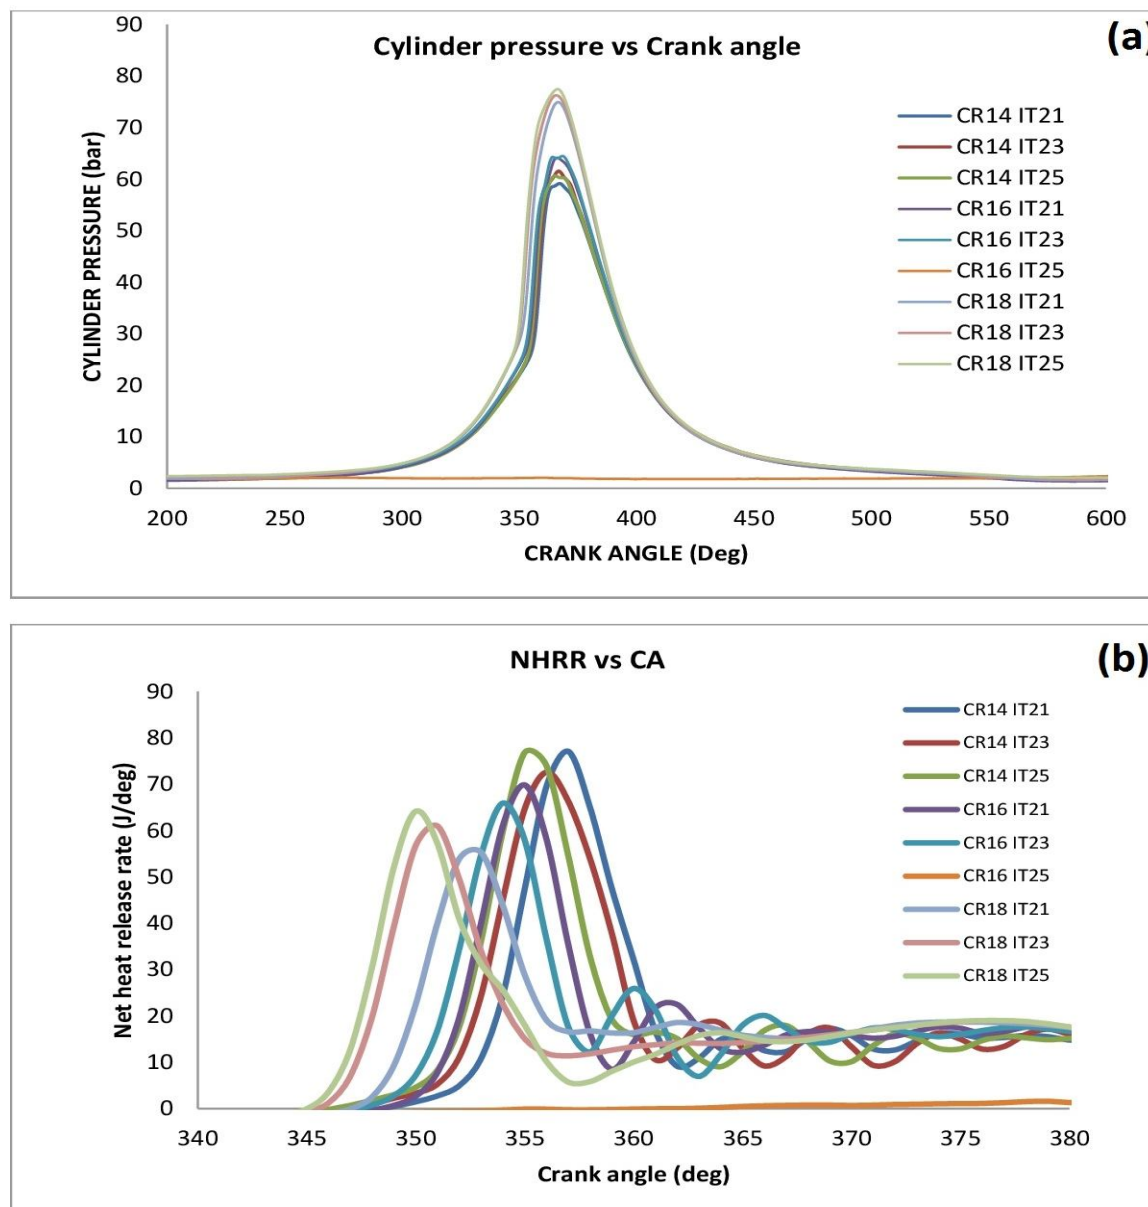 (a)
Cylinder pressure vs Crank angle
CYLINDER PRESSURE (bar)
90
80
70
60
50
40
30
20
10
0
200 250 300 350 400 450 500 550 600
CRANK ANGLE (Deg)
CR14 IT21
CR14 IT23
CR14 IT25
CR16 IT21
CR16 IT23
CR16 IT25
CR18 IT21
CR18 IT23
CR18 IT25
(b)
NHRR vs CA
Net heat release rate (J/deg)
90
80
70
60
50
40
30
20
10
0
340 345 350 355 360 365 370 375 380
Crank angle (deg)
CR14 IT21
CR14 IT23
CR14 IT25
CR16 IT21
CR16 IT23
CR16 IT25
CR18 IT21
CR18 IT23
CR18 IT25